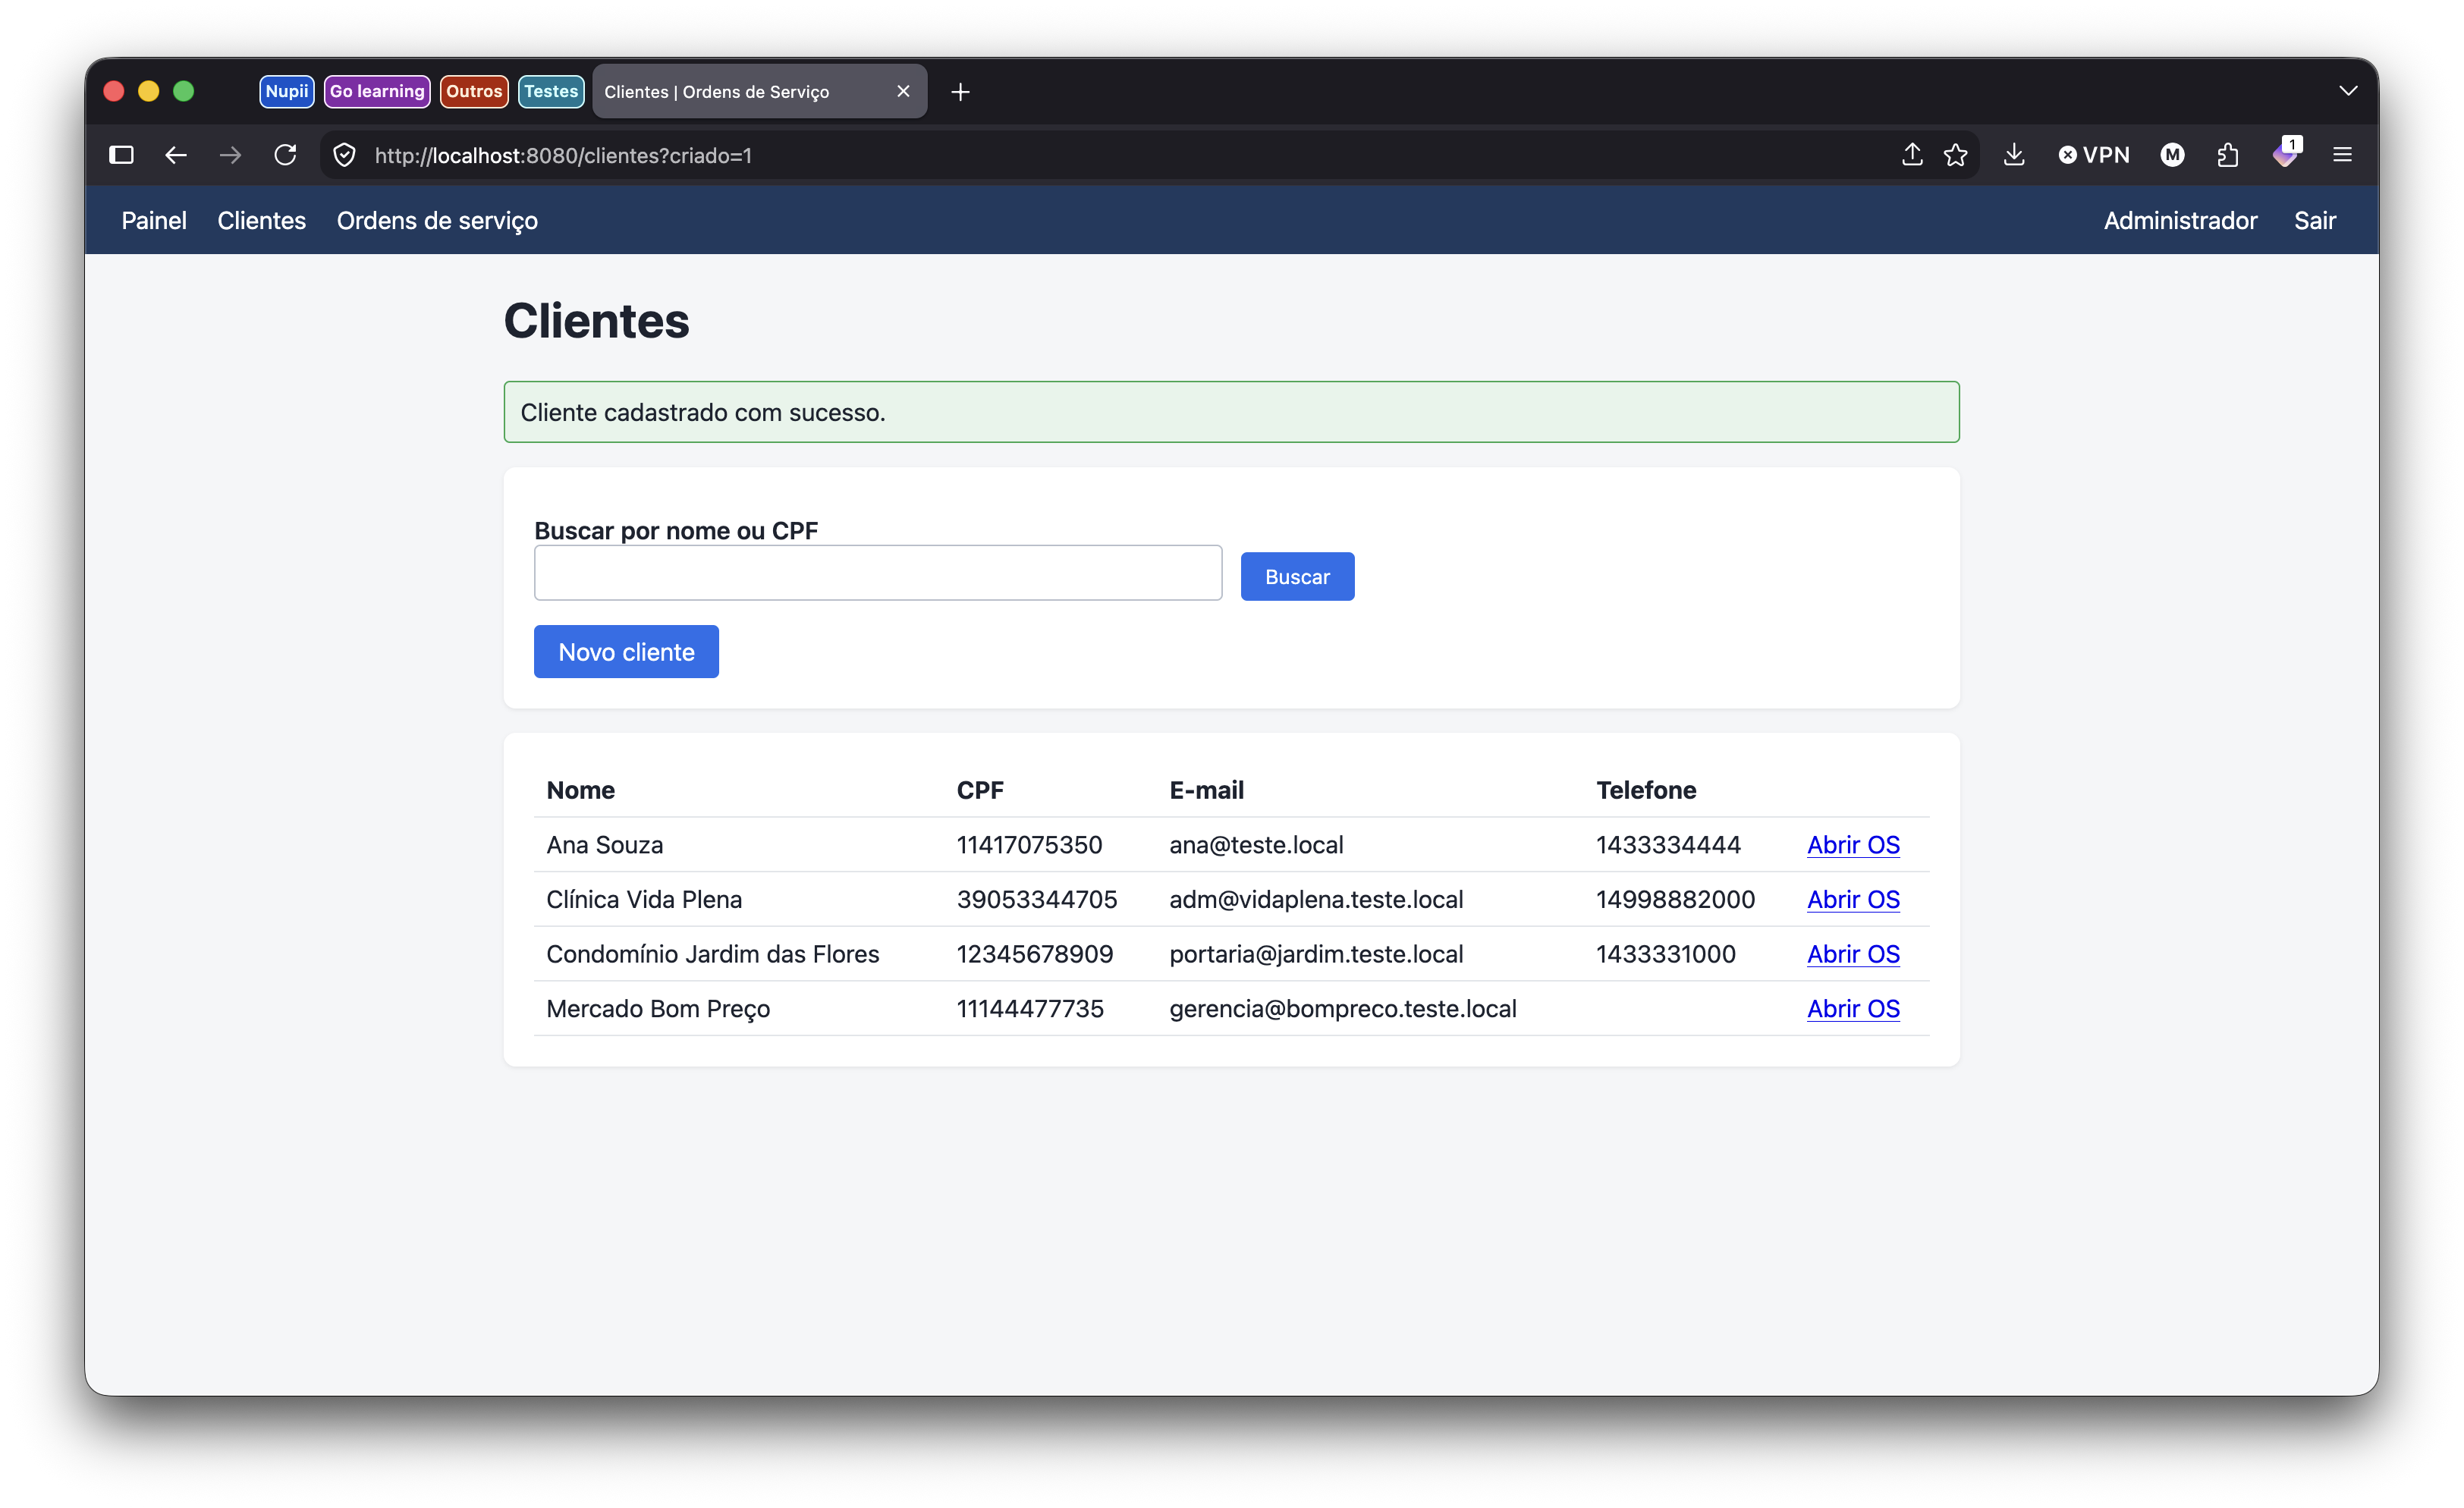 Nupii Go learning Outros Testes Clientes | Ordens de Serviço
http://localhost:8080/clientes?criado=1 VPN M 1
Painel Clientes Ordens de serviço Administrador Sair
Clientes
Cliente cadastrado com sucesso.
Buscar por nome ou CPF
Buscar
Novo cliente
Nome CPF E-mail Telefone
Ana Souza 11417075350 ana@teste.local 1433334444 Abrir OS
Clínica Vida Plena 39053344705 adm@vidaplena.teste.local 14998882000 Abrir OS
Condomínio Jardim das Flores 12345678909 portaria@jardim.teste.local 1433331000 Abrir OS
Mercado Bom Preço 11144477735 gerencia@bompreco.teste.local Abrir OS